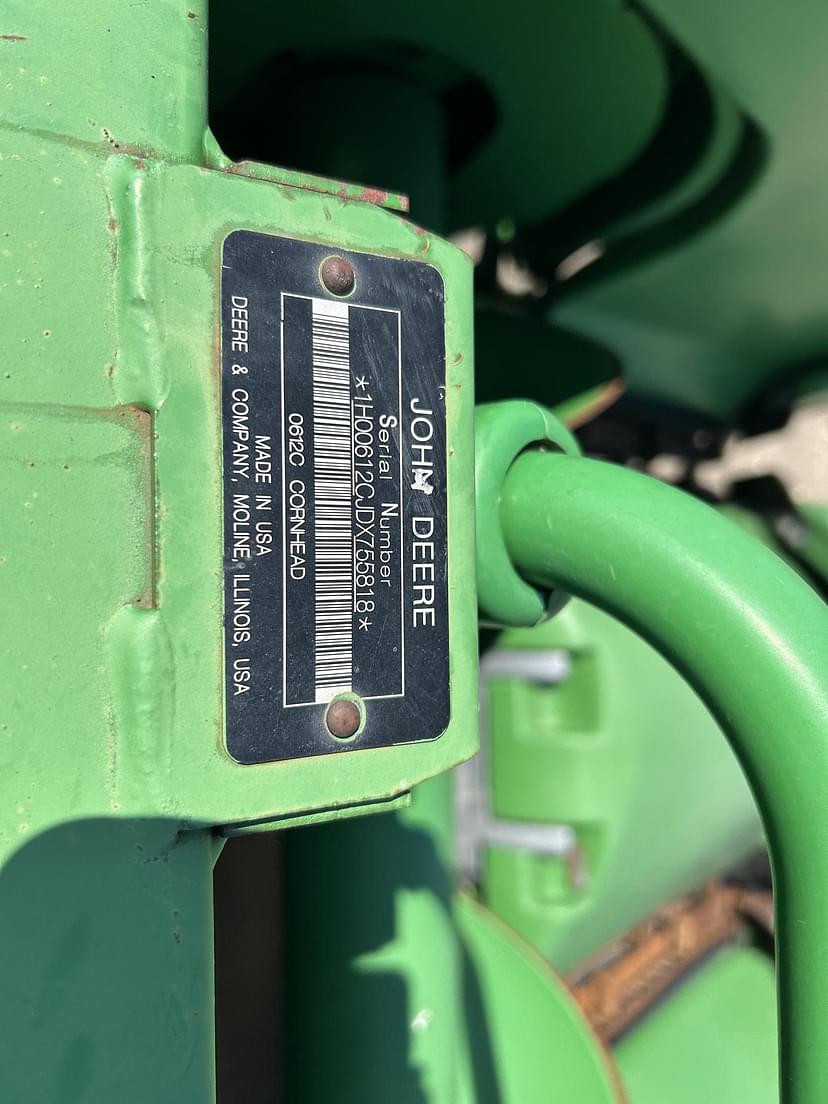 JOHN DEERE
Serial Number
*1H00612CJDX755818*
0612C CORNHEAD
MADE IN USA
DEERE & COMPANY, MOLINE, ILLINOIS, USA